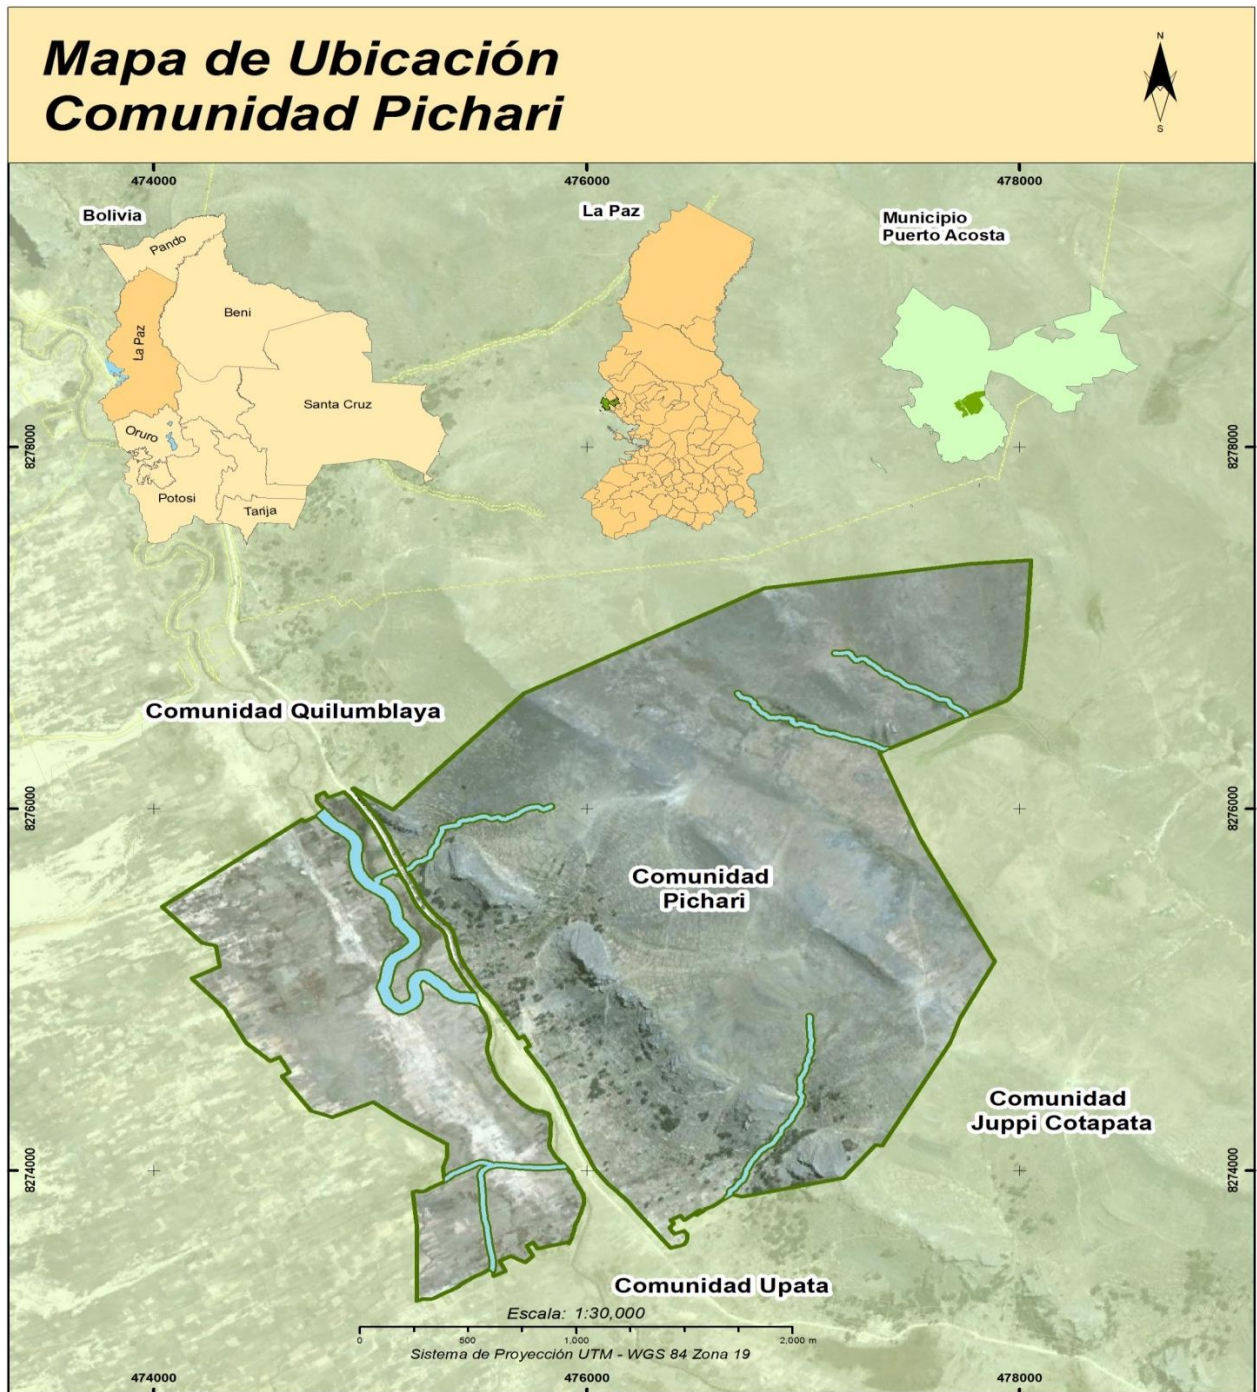 Mapa de Ubicación
Comunidad Pichari
N
S
474000
476000
478000
Bolivia
La Paz
Municipio
Puerto Acosta
Pando
Beni
La Paz
Santa Cruz
Oruro
Potosi
Tarija
8278000
8278000
Comunidad Quilumblaya
8276000
8276000
Comunidad
Pichari
Comunidad
Juppi Cotapata
8274000
8274000
Comunidad Upata
Escala: 1:30,000
0 500 1,000 2,000 m
Sistema de Proyección UTM - WGS 84 Zona 19
474000
476000
478000